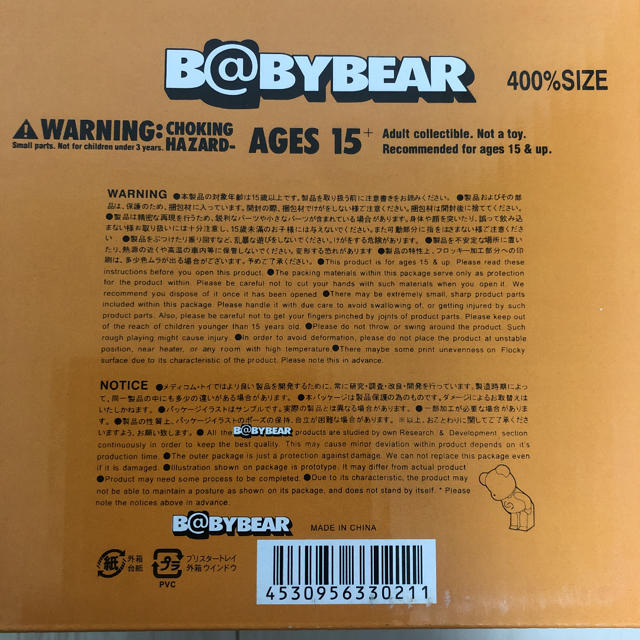 B@BYBEAR
400%SIZE
WARNING: CHOKING HAZARD-
Small parts. Not for children under 3 years.
AGES 15+
Adult collectible. Not a toy.
Recommended for ages 15 & up.
WARNING ●本製品の対象年齢は15歳以上です。製品を取り扱う前に注意書きをお読みください。●製品およびその部
品は、保護のため、梱包材に入っています。開封の際、梱包材でけがをしない様ご注意ください。梱包材は開封後に捨ててください。
●製品は精密な再現を行うため、鋭利なパーツや小さなパーツが含まれている場合があります。身体や顔を突いたり、誤って飲み込
まない様お取り扱いには十分注意し、15歳未満のお子様には与えないでください。また可動部分に指をはさまない様ご注意くださ
い ●製品をぶつけたり振り回すなど、乱暴な遊びをしないでください。けがをする危険があります。 ●製品を不安定な場所に置い
たり、熱源の近くや高温の車内等に保管しないでください。変形する恐れがあります ●製品の特性上、フロッキー加工部分への印
刷は、多少色ムラが出る場合がございます。予めご了承ください。 ●This product is for ages 15 & up. Please read these
instructions before you open this product. ●The packing materials within this package serve only as protection
for the product within. Please be careful not to cut your hands with such materials when you open it. We
recommend you dispose of it once it has been opened ●There may be extremely small, sharp product parts
included within this package. Please handle it with due care to avoid swallowing of, or getting injured by such
product parts. Also, please be careful not to get your fingers pinched by jojnts of product parts. Please keep out
of the reach of children younger than 15 years old. ●Please do not throw or swing around the product. Such
rough playing might cause injury. ●In order to avoid deformation, please do not place the product at unstable
position, near heater, or any room with high temperature. ●There maybe some print unevenness on Flocky
surface due to its characteristic of the product. Please note this in advance.
NOTICE ●メディコム・トイではより良い製品を開発するために、常に研究・調査・改良・開発を行っています。製造時期によっ
て、同一製品の中にも多少の違いがある場合があります。 ●本パッケージは製品保護の為のものです。ダメージによるお取替えは
いたしかねます。 ●パッケージイラストはサンプルです。実際の製品とは異なる場合があります。 ●一部加工が必要な場合がありま
す。 ●製品の性質上、パッケージイラストのポーズの保持、自立が困難な場合があります。 ※以上、おことわりに関してご了承くださ
いますよう、お願い致します。 ●All the B@BYBEAR products are studied by own Research & Development section
continuously in order to keep the best quality. This may cause minor deviation within product depends on it's
production time. ●The outer package is just a protection against damage. We can not replace this package even
if it is damaged. ●Illustration shown on package is prototype. It may differ from actual product
●Product may need some process to be completed. ●Due to its characteristic, the product may
not be able to maintain a posture as shown on its package, and does not stand by itself. * Please
note the notices above in advance.
B@BYBEAR
MADE IN CHINA
紙
外箱
台紙
プラ
PVC
ブリスタートレイ
外箱ウインドウ
4530956330211